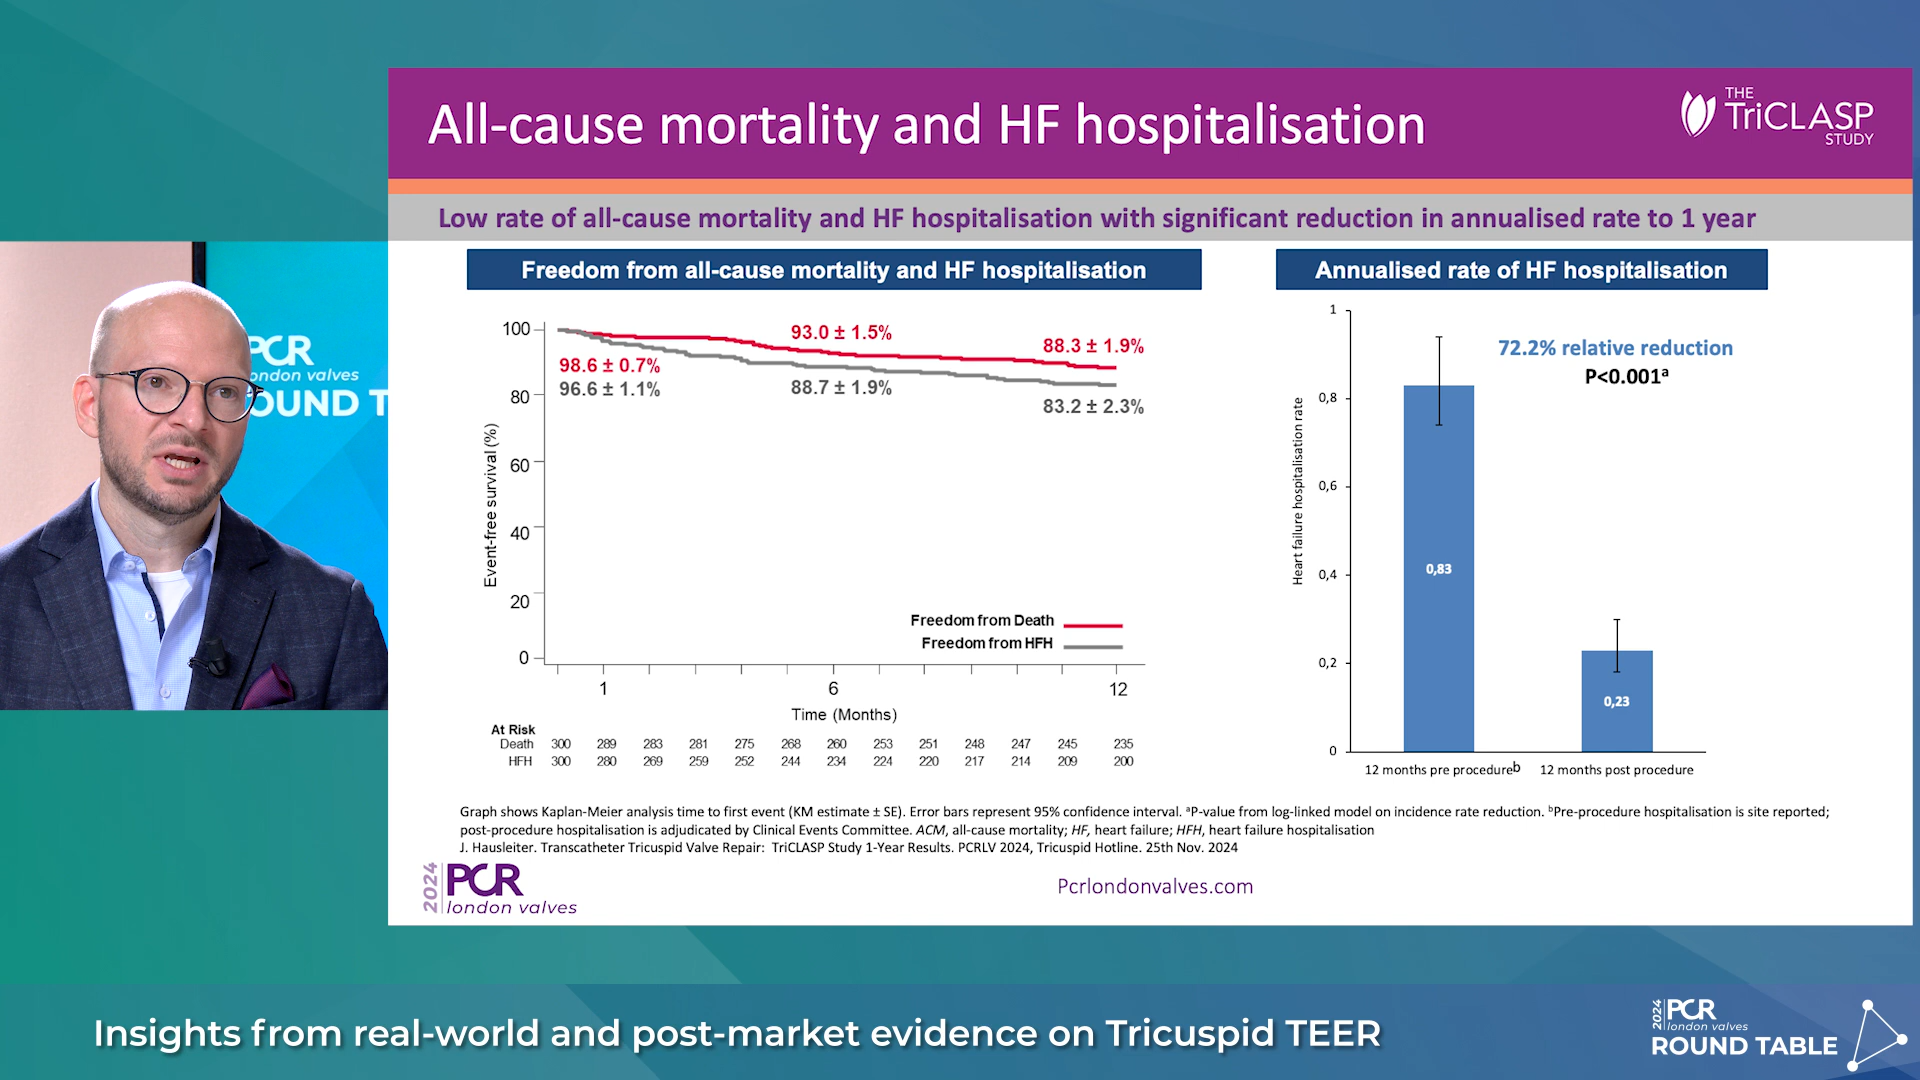 All-cause mortality and HF hospitalisation
THE
TriCLASP
STUDY
Low rate of all-cause mortality and HF hospitalisation with significant reduction in annualised rate to 1 year
Freedom from all-cause mortality and HF hospitalisation
Event-free survival (%)
100
80
60
40
20
0
98.6 ± 0.7%
96.6 ± 1.1%
93.0 ± 1.5%
88.7 ± 1.9%
88.3 ± 1.9%
83.2 ± 2.3%
Freedom from Death
Freedom from HFH
1 6 12
Time (Months)
At Risk
Death 300 289 283 281 275 268 260 253 251 248 247 245 235
HFH 300 280 269 259 252 244 234 224 220 217 214 209 200
Annualised rate of HF hospitalisation
Heart failure hospitalisation rate
1
0,8
0,6
0,4
0,2
0
72.2% relative reduction
P<0.001ᵃ
0,83
0,23
12 months pre procedureᵇ 12 months post procedure
Graph shows Kaplan-Meier analysis time to first event (KM estimate ± SE). Error bars represent 95% confidence interval. ᵃP-value from log-linked model on incidence rate reduction. ᵇPre-procedure hospitalisation is site reported;
post-procedure hospitalisation is adjudicated by Clinical Events Committee. ACM, all-cause mortality; HF, heart failure; HFH, heart failure hospitalisation
J. Hausleiter. Transcatheter Tricuspid Valve Repair: TriCLASP Study 1-Year Results. PCRLV 2024, Tricuspid Hotline. 25th Nov. 2024
2024
PCR
london valves
Pcrlondonvalves.com
PCR
ondon valves
OUND T
Insights from real-world and post-market evidence on Tricuspid TEER
2024
PCR
london valves
ROUND TABLE